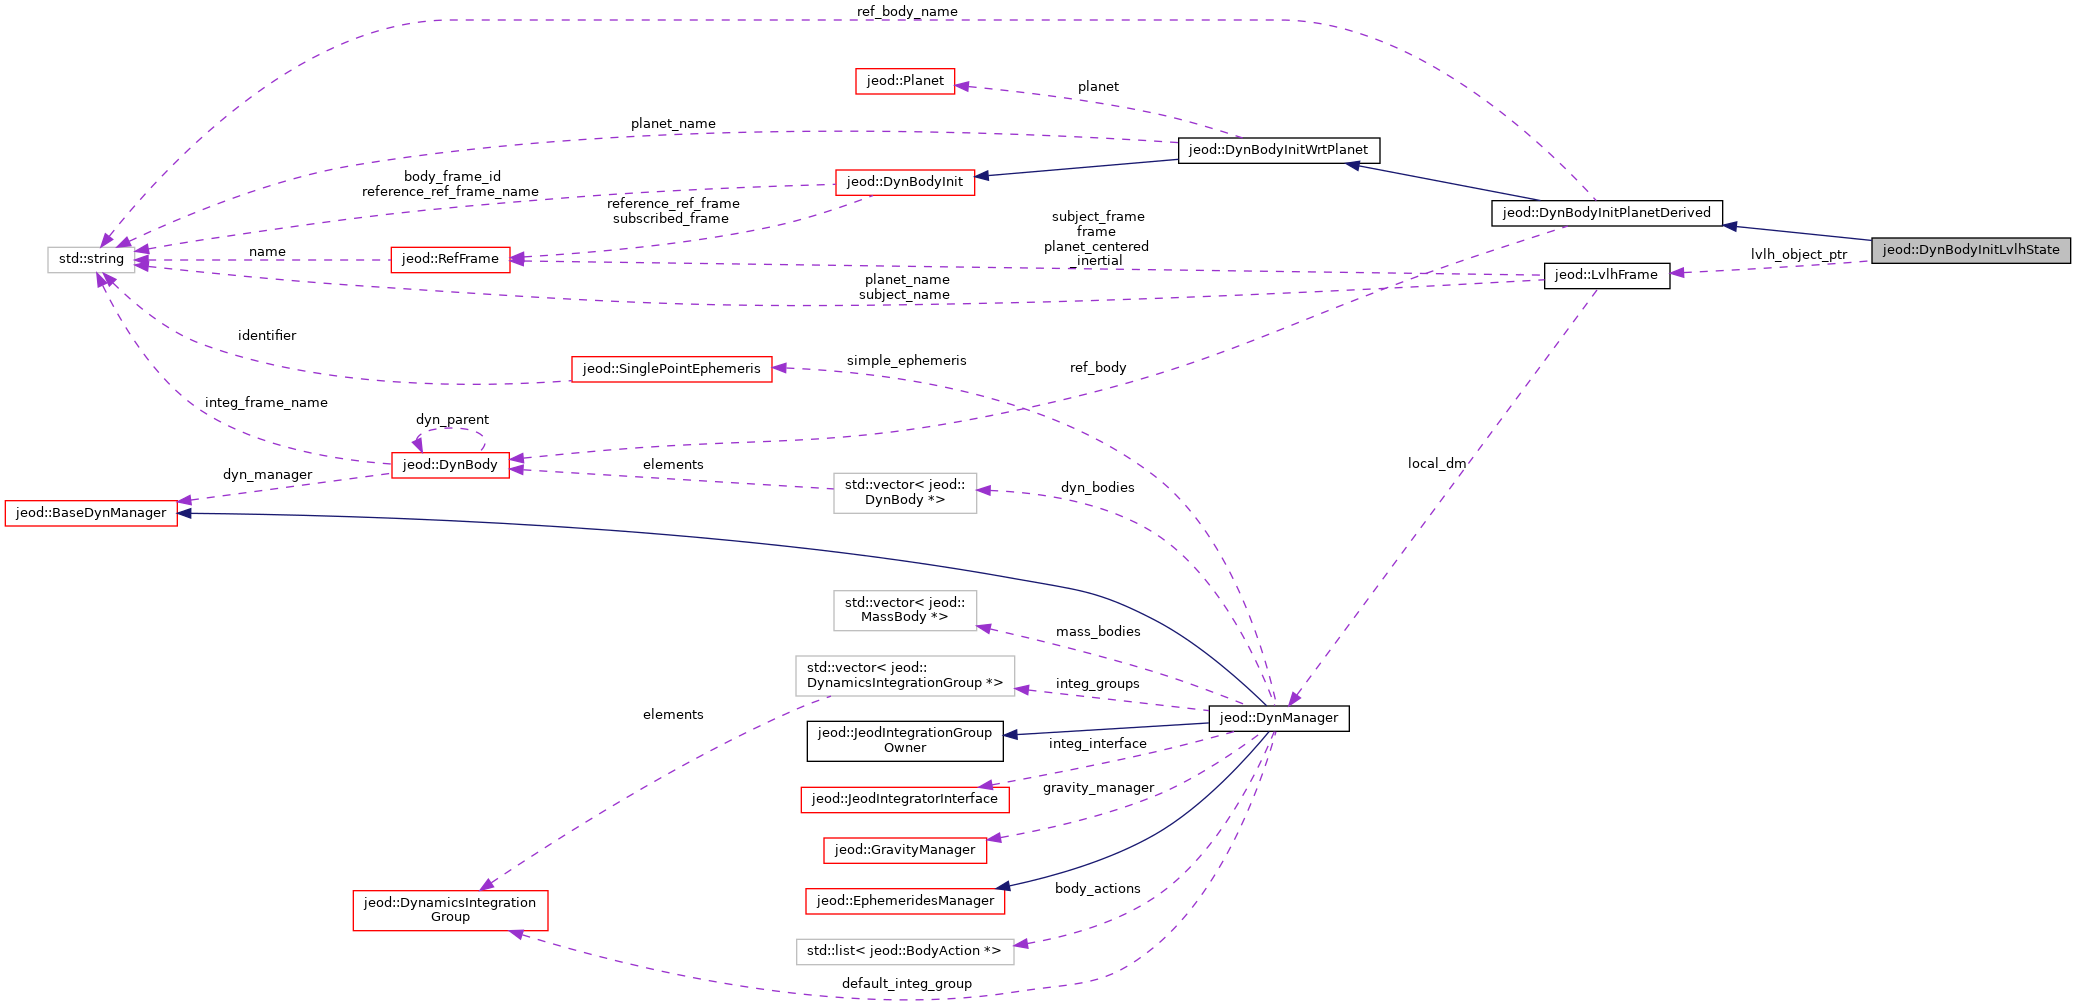 ref_body_name
jeod::Planet
planet
planet_name
jeod::DynBodyInitWrtPlanet
body_frame_id
reference_ref_frame_name
jeod::DynBodyInit
reference_ref_frame
subscribed_frame
jeod::DynBodyInitPlanetDerived
subject_frame
frame
planet_centered
_inertial
jeod::DynBodyInitLvlhState
std::string
name
jeod::RefFrame
lvlh_object_ptr
jeod::LvlhFrame
planet_name
subject_name
identifier
jeod::SinglePointEphemeris
simple_ephemeris
ref_body
integ_frame_name
dyn_parent
jeod::DynBody
elements
local_dm
dyn_manager
std::vector< jeod::
DynBody *>
dyn_bodies
jeod::BaseDynManager
std::vector< jeod::
MassBody *>
mass_bodies
std::vector< jeod::
DynamicsIntegrationGroup *>
integ_groups
elements
jeod::DynManager
jeod::JeodIntegrationGroup
Owner
integ_interface
jeod::JeodIntegratorInterface
gravity_manager
jeod::GravityManager
jeod::DynamicsIntegration
Group
jeod::EphemeridesManager
body_actions
std::list< jeod::BodyAction *>
default_integ_group